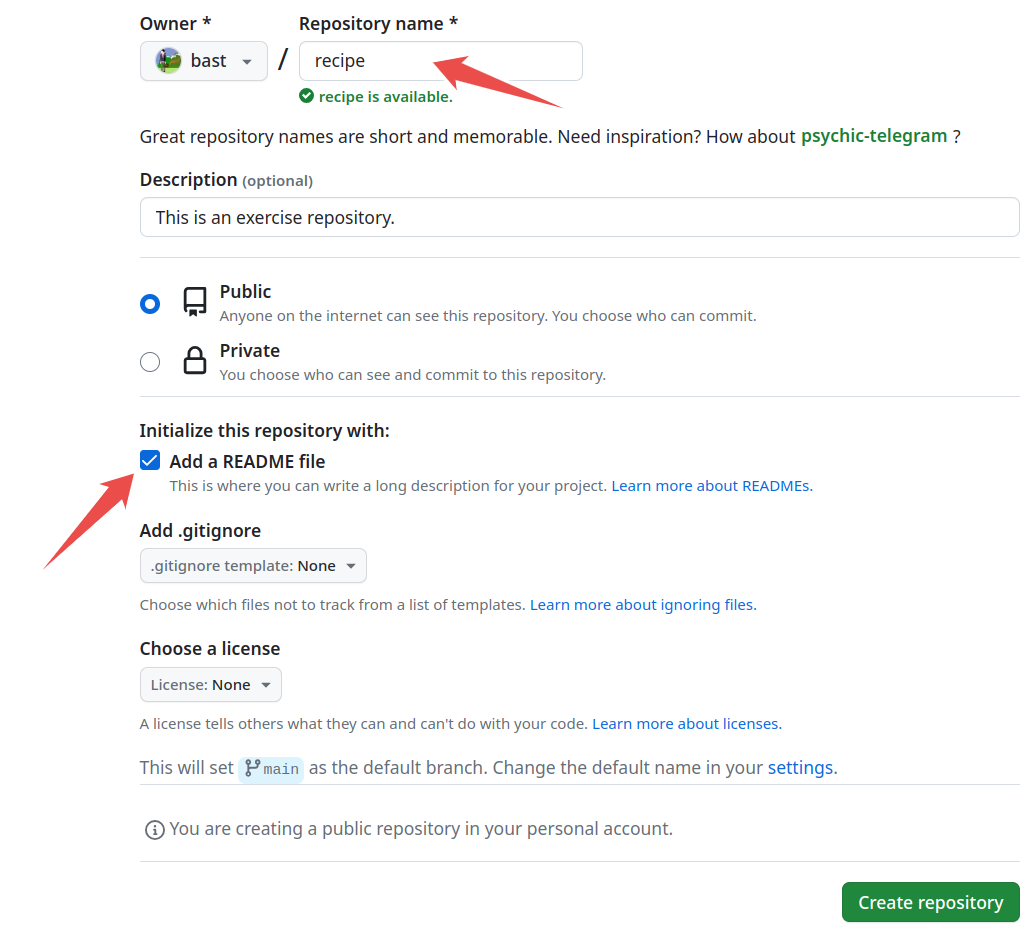 Owner *
Repository name *
bast
/
recipe
recipe is available.
Great repository names are short and memorable. Need inspiration? How about psychic-telegram ?
Description (optional)
This is an exercise repository.
Public
Anyone on the internet can see this repository. You choose who can commit.
Private
You choose who can see and commit to this repository.
Initialize this repository with:
Add a README file
This is where you can write a long description for your project. Learn more about READMEs.
Add .gitignore
.gitignore template: None
Choose which files not to track from a list of templates. Learn more about ignoring files.
Choose a license
License: None
A license tells others what they can and can't do with your code. Learn more about licenses.
This will set main as the default branch. Change the default name in your settings.
You are creating a public repository in your personal account.
Create repository